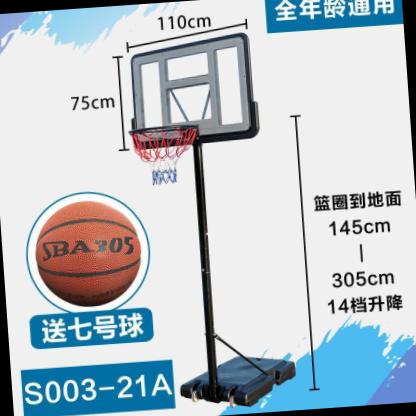 全年龄通用
110cm
75cm
篮圈到地面
145cm
|
305cm
14档升降
SBA305
送七号球
S003-21A